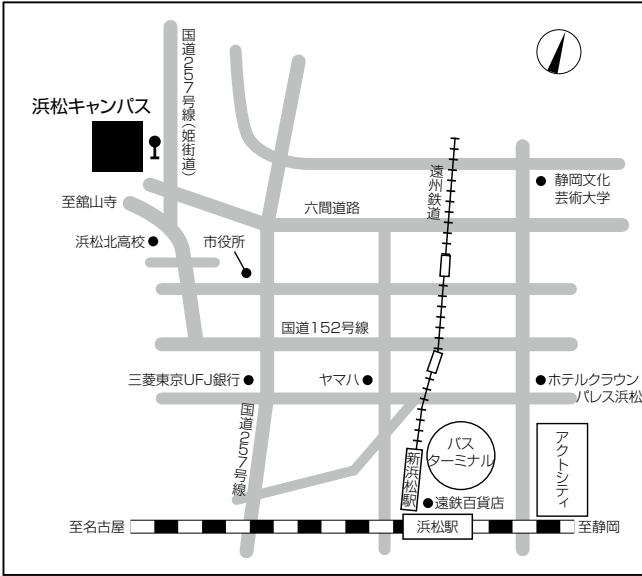 国道257号線(姫街道)
浜松キャンパス
遠州鉄道
静岡文化
芸術大学
至舘山寺
六間道路
浜松北高校
市役所
国道152号線
三菱東京UFJ銀行
ヤマハ
ホテルクラウン
パレス浜松
国道257号線
バス
ターミナル
アクトシティ
新浜松駅
遠鉄百貨店
至名古屋
浜松駅
至静岡